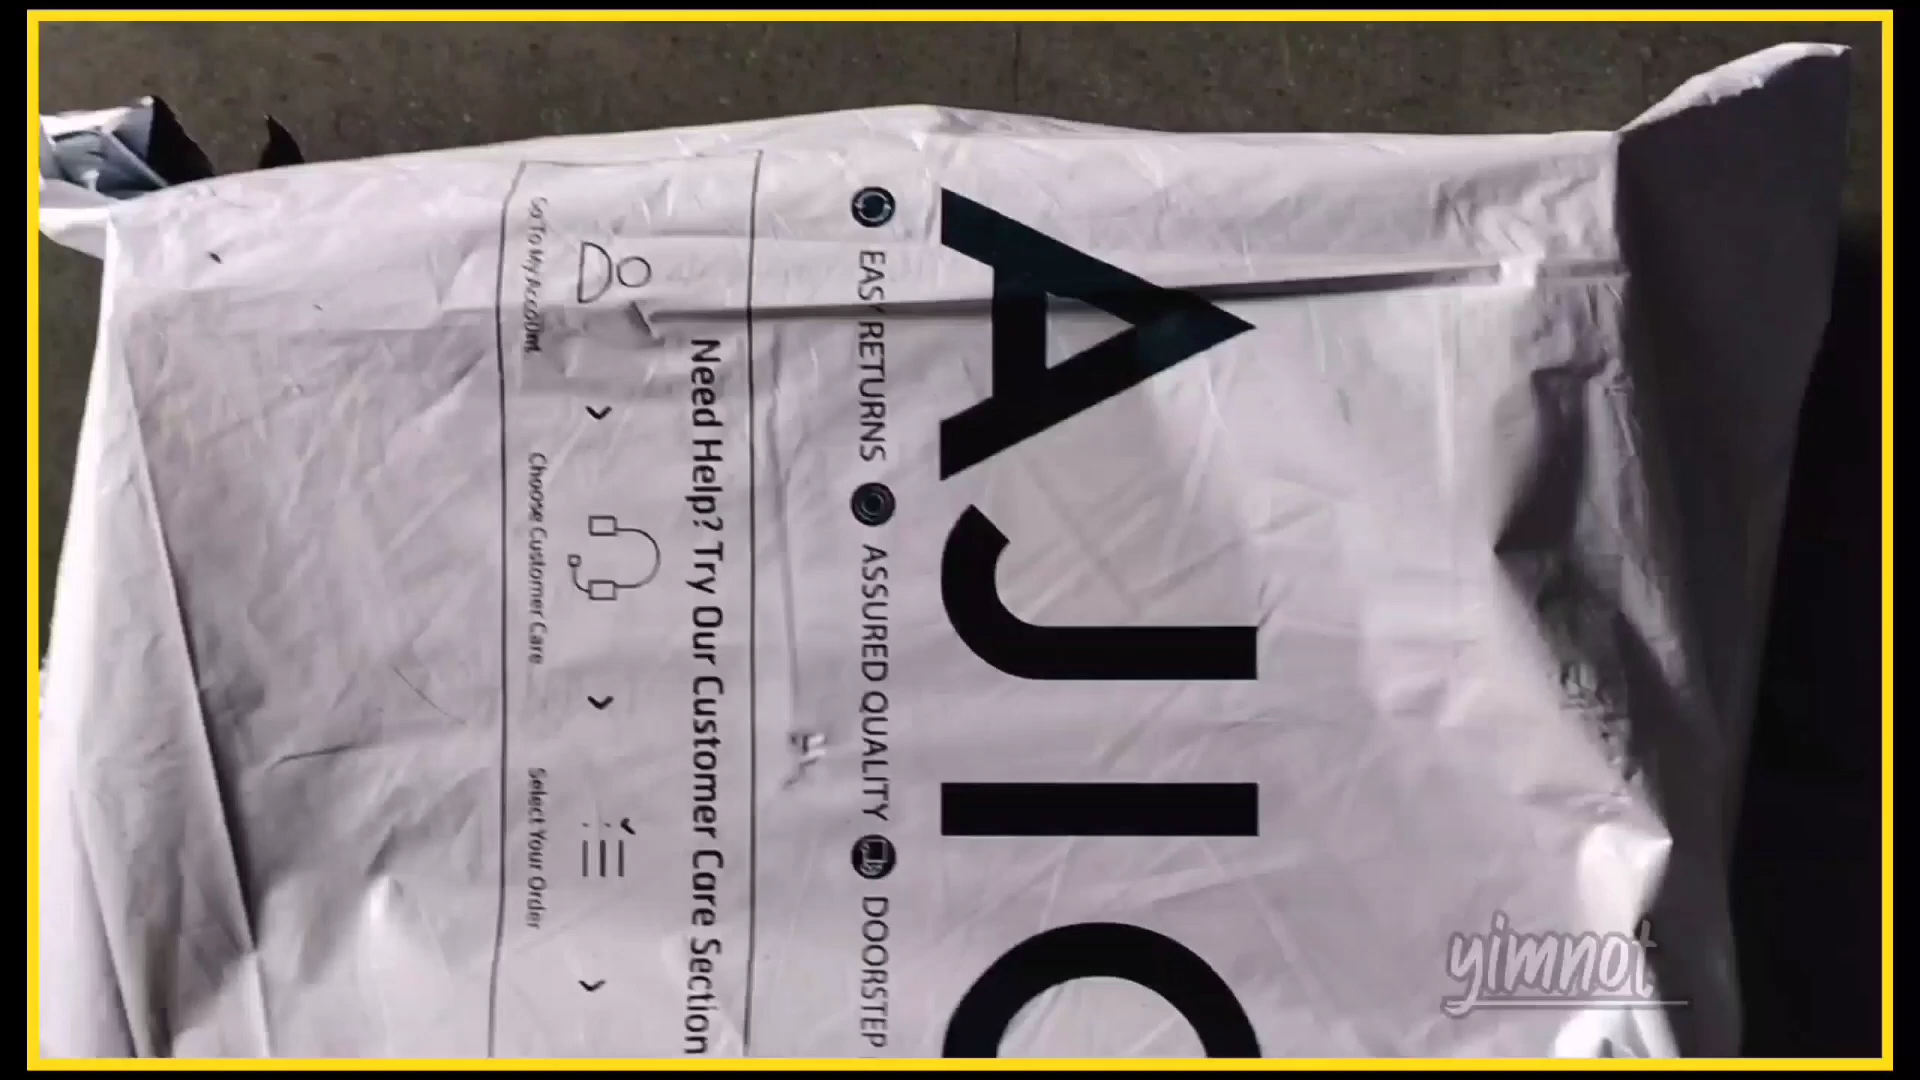 AJIO
EASY RETURNS ASSURED QUALITY DOORSTEP
Need Help? Try Our Customer Care Section
Go To My Account > Choose Customer Care > Select Your Order >
yimnot